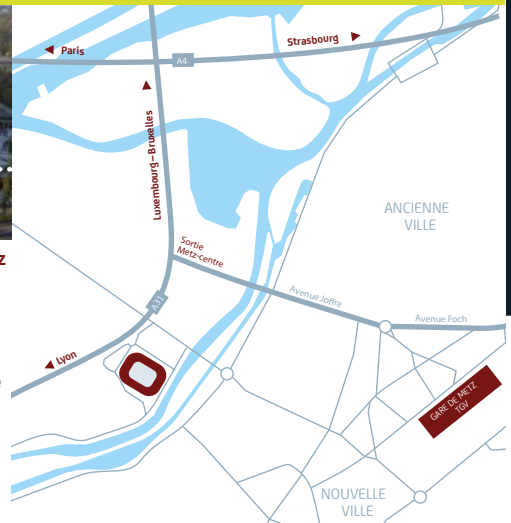 Paris
Strasbourg
A4
Luxembourg – Bruxelles
ANCIENNE
VILLE
Sortie
Metz-centre
Avenue Joffre
A31
Avenue Foch
Lyon
GARE DE METZ
TGV
NOUVELLE
VILLE